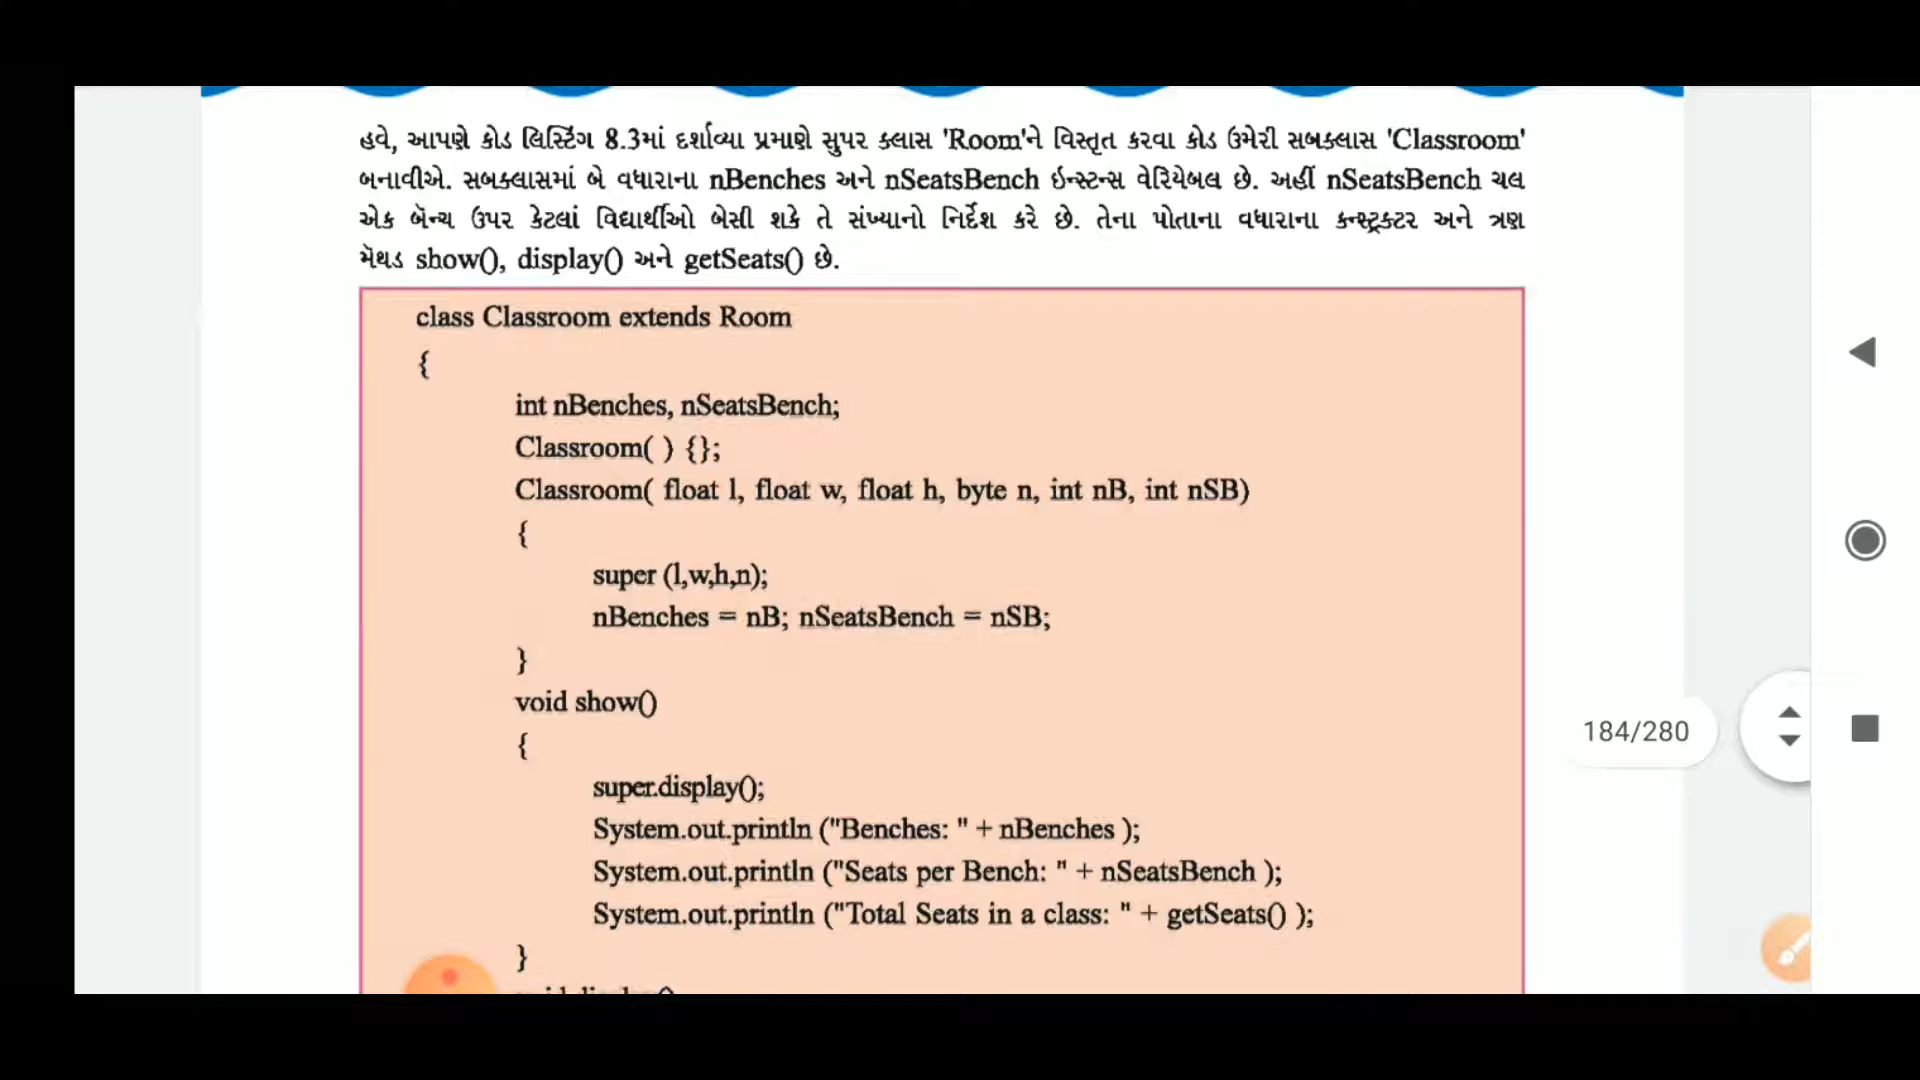 હવે, આપણે કોડ લિસ્ટિંગ 8.3માં દર્શાવ્યા પ્રમાણે સુપર ક્લાસ 'Room'ને વિસ્તૃત કરવા કોડ ઉમેરી સબક્લાસ 'Classroom'
બનાવીએ. સબક્લાસમાં બે વધારાના nBenches અને nSeatsBench ઇન્સ્ટન્સ વેરિયેબલ છે. અહીં nSeatsBench ચલ
એક બૅન્ચ ઉપર કેટલાં વિદ્યાર્થીઓ બેસી શકે તે સંખ્યાનો નિર્દેશ કરે છે. તેના પોતાના વધારાના કન્સ્ટ્રક્ટર અને ત્રણ
મૅથડ show(), display() અને getSeats() છે.
class Classroom extends Room
{
int nBenches, nSeatsBench;
Classroom( ) {};
Classroom( float l, float w, float h, byte n, int nB, int nSB)
{
super (l,w,h,n);
nBenches = nB; nSeatsBench = nSB;
}
void show()
{
super.display();
System.out.println ("Benches: " + nBenches );
System.out.println ("Seats per Bench: " + nSeatsBench );
System.out.println ("Total Seats in a class: " + getSeats() );
}
184/280